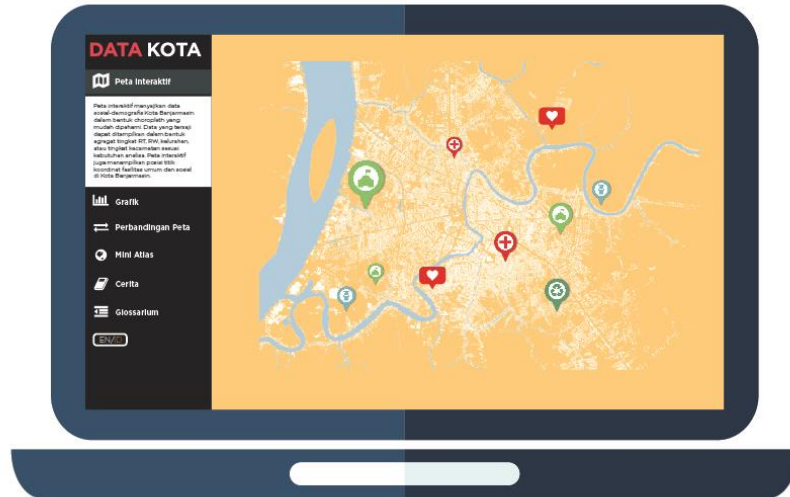 DATA KOTA
Peta Interaktif
Peta interaktif menyajikan data
sosial-demografis Kota Banjarmasin
dalam bentuk choropleth yang
mudah dipahami. Data yang tersaji
dapat ditampilkan dalam bentuk
agregat tingkat RT, RW, kelurahan,
atau tingkat kecamatan sesuai
kebutuhan analisa. Peta interaktif
juga menampilkan posisi titik
koordinat fasilitas umum dan sosial
di Kota Banjarmasin.
Grafik
Perbandingan Peta
Mini Atlas
Cerita
Glossarium
EN/ID